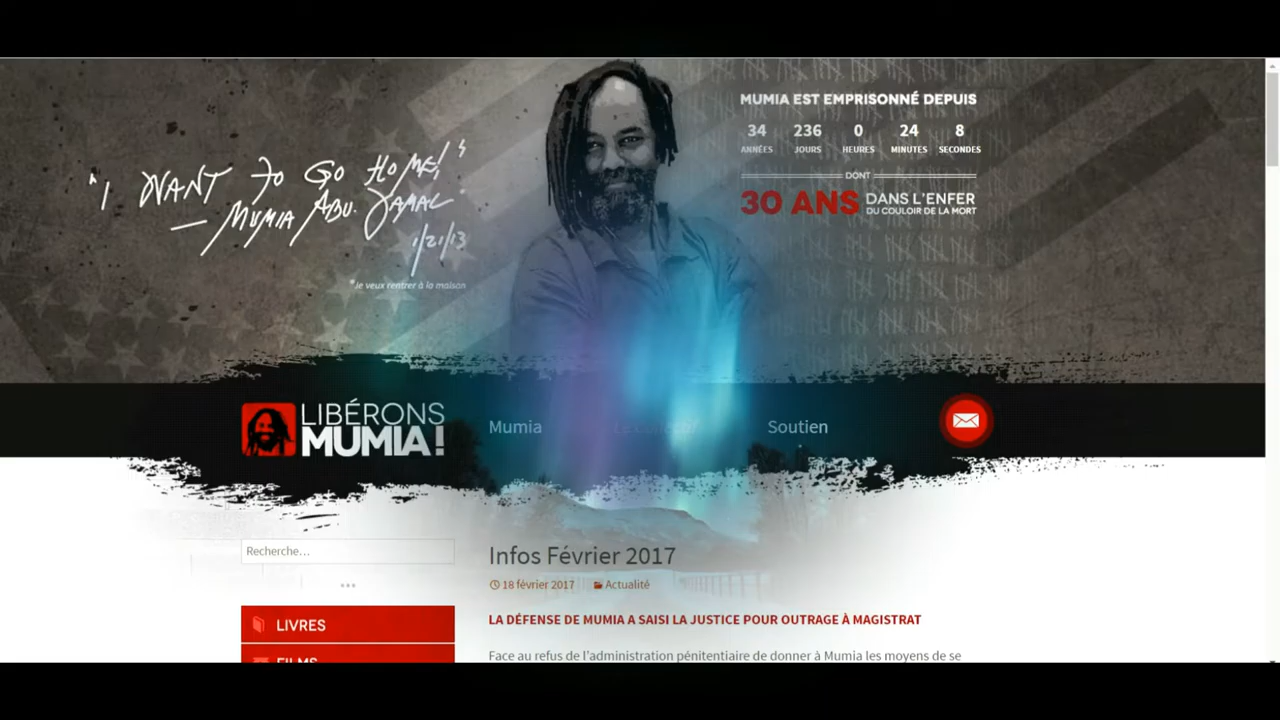 "I WANT TO GO HOME!"
— MUMIA ABU-JAMAL
1/21/13
"Je veux rentrer à la maison
MUMIA EST EMPRISONNÉ DEPUIS
34 236 0 24 8
ANNÉES JOURS HEURES MINUTES SECONDES
DONT
30 ANS DANS L'ENFER
DU COULOIR DE LA MORT
LIBÉRONS
MUMIA !
Mumia Le collectif Soutien
Recherche...
LIVRES
FILMS
Infos Février 2017
18 février 2017 Actualité
LA DÉFENSE DE MUMIA A SAISI LA JUSTICE POUR OUTRAGE À MAGISTRAT
Face au refus de l'administration pénitentiaire de donner à Mumia les moyens de se